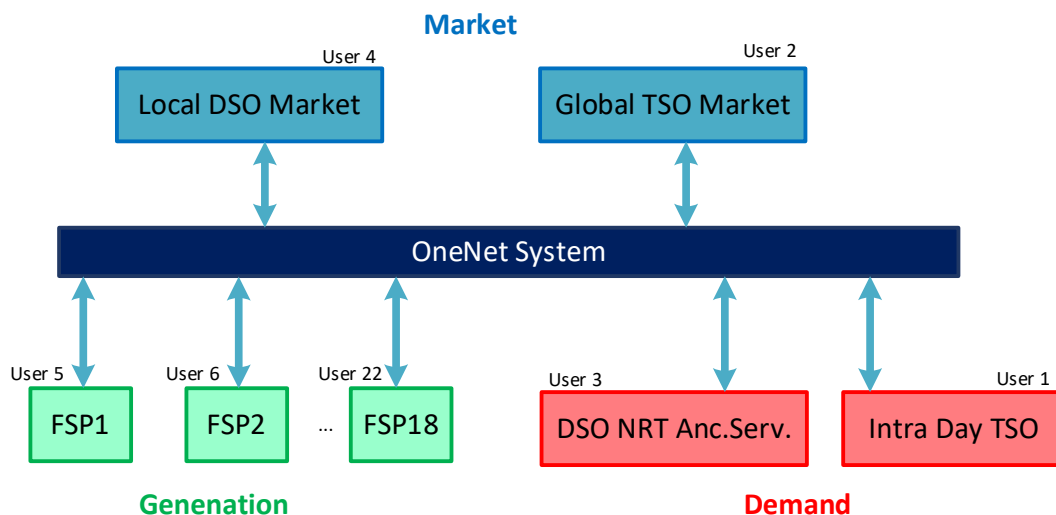 Market
User 4
User 2
Local DSO Market
Global TSO Market
OneNet System
User 5
User 6
User 22
User 3
User 1
FSP1
FSP2
...
FSP18
DSO NRT Anc.Serv.
Intra Day TSO
Genenation
Demand